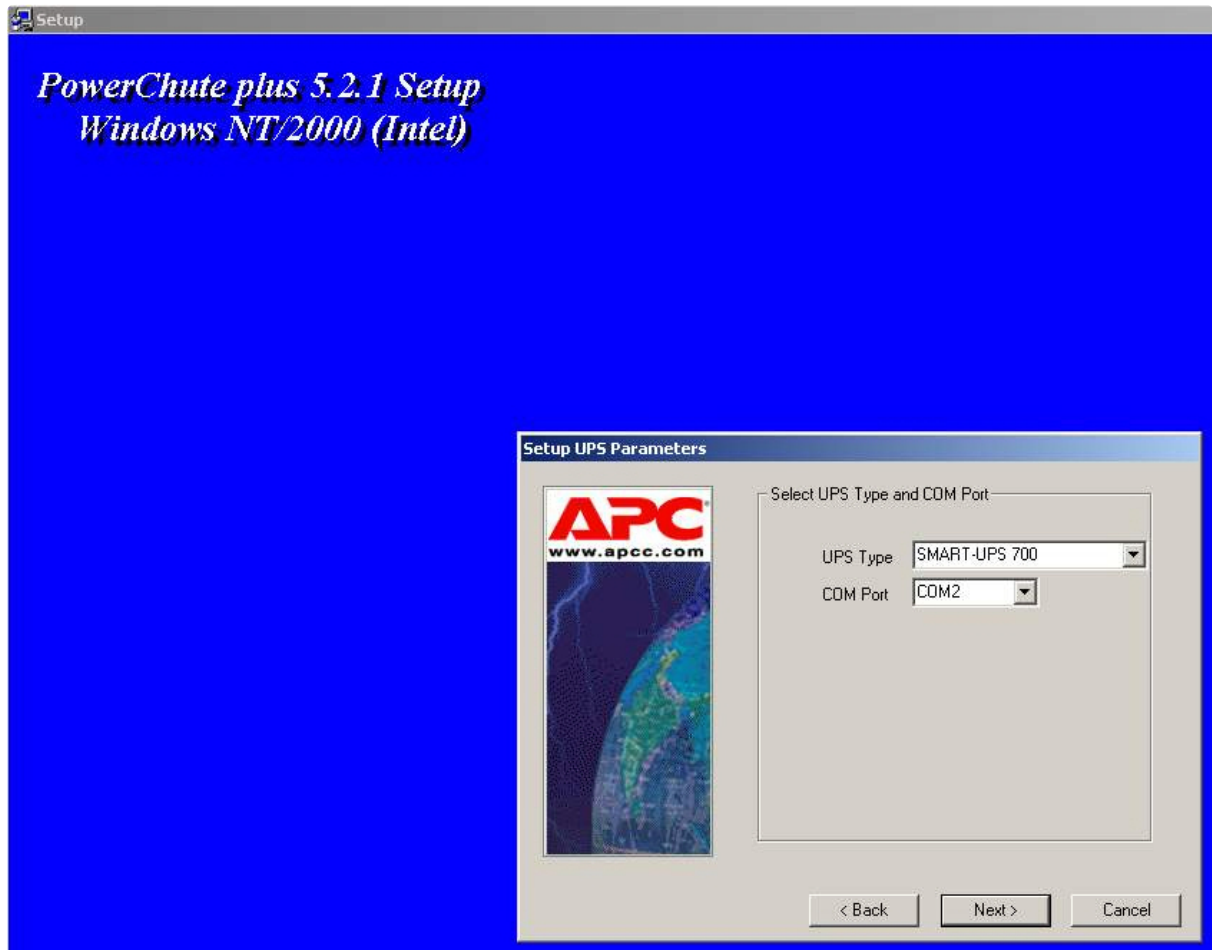 Setup
PowerChute plus 5.2.1 Setup
Windows NT/2000 (Intel)
Setup UPS Parameters
APC
www.apcc.com
Select UPS Type and COM Port
UPS Type SMART-UPS 700
COM Port COM2
< Back Next > Cancel